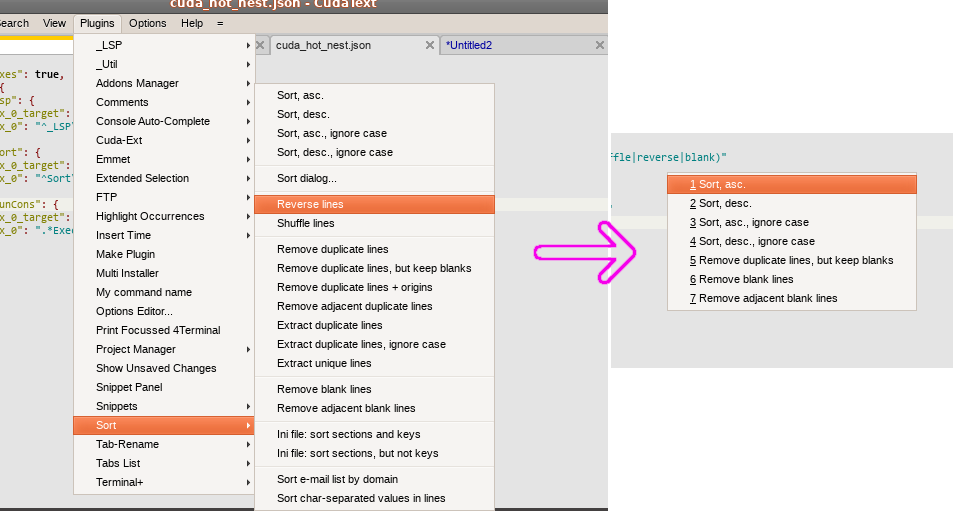 cuda_hot_nest.json - CudaText
Search View Plugins Options Help =
cuda_hot_nest.json
*Untitled2
_LSP
_Util
Addons Manager
Comments
Console Auto-Complete
Cuda-Ext
Emmet
Extended Selection
FTP
Highlight Occurrences
Insert Time
Make Plugin
Multi Installer
My command name
Options Editor...
Print Focussed 4Terminal
Project Manager
Show Unsaved Changes
Snippet Panel
Snippets
Sort
Tab-Rename
Tabs List
Terminal+
xes": true,
{
sp": {
x_0_target":
x_0": "^_LSP
ort": {
x_0_target":
x_0": "^Sort
unCons": {
x_0_target":
x_0": ".*Exec
Sort, asc.
Sort, desc.
Sort, asc., ignore case
Sort, desc., ignore case
Sort dialog...
Reverse lines
Shuffle lines
Remove duplicate lines
Remove duplicate lines, but keep blanks
Remove duplicate lines + origins
Remove adjacent duplicate lines
Extract duplicate lines
Extract duplicate lines, ignore case
Extract unique lines
Remove blank lines
Remove adjacent blank lines
Ini file: sort sections and keys
Ini file: sort sections, but not keys
Sort e-mail list by domain
Sort char-separated values in lines
ffle|reverse|blank)"
1 Sort, asc.
2 Sort, desc.
3 Sort, asc., ignore case
4 Sort, desc., ignore case
5 Remove duplicate lines, but keep blanks
6 Remove blank lines
7 Remove adjacent blank lines